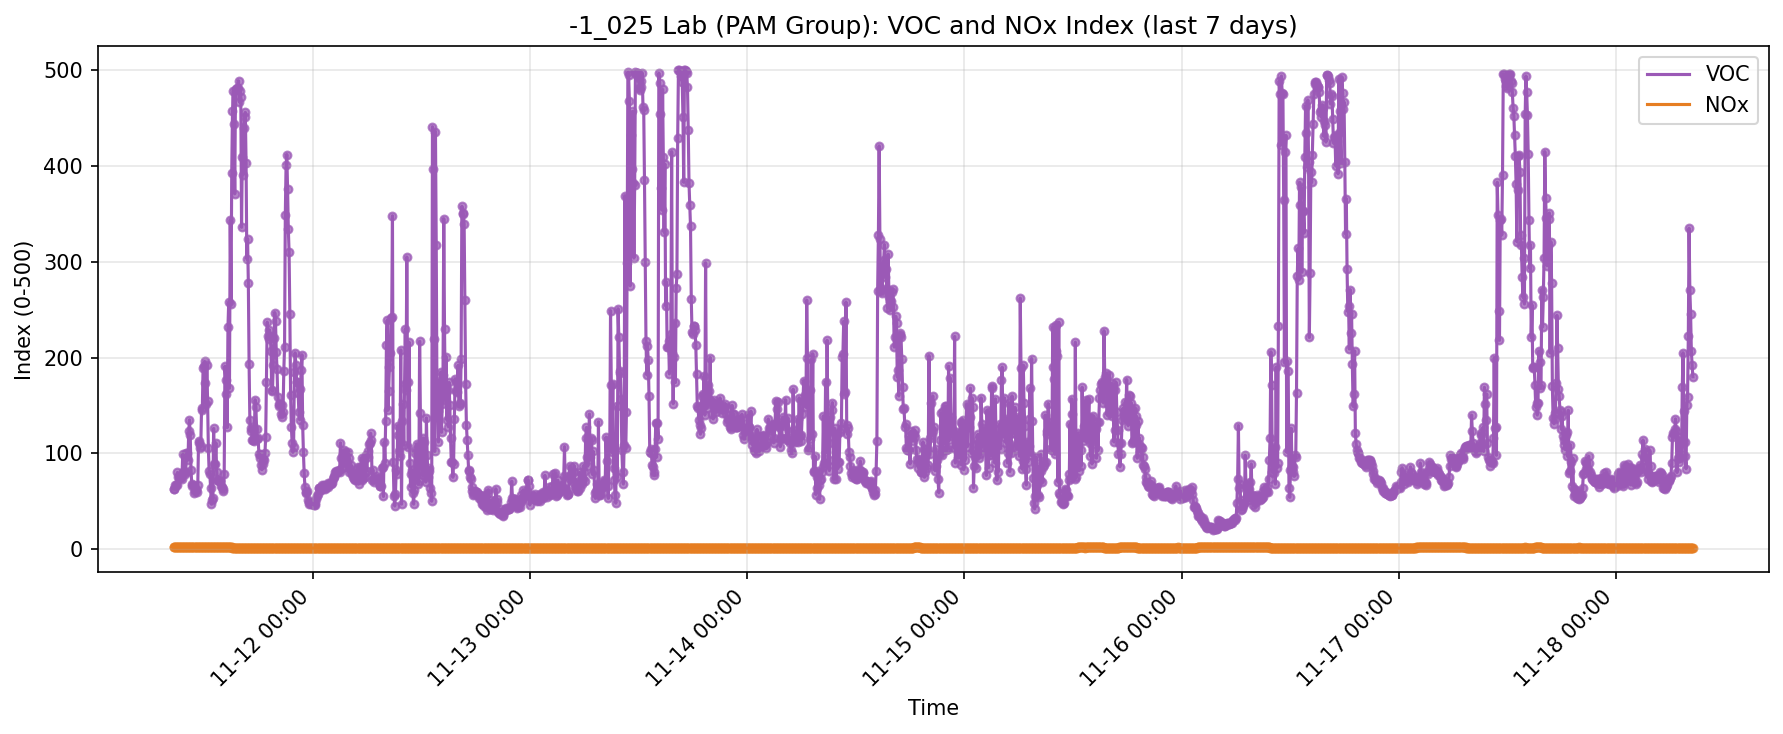 -1_025 Lab (PAM Group): VOC and NOx Index (last 7 days)
VOC
NOx
Index (0-500)
500
400
300
200
100
0
11-12 00:00
11-13 00:00
11-14 00:00
11-15 00:00
11-16 00:00
11-17 00:00
11-18 00:00
Time